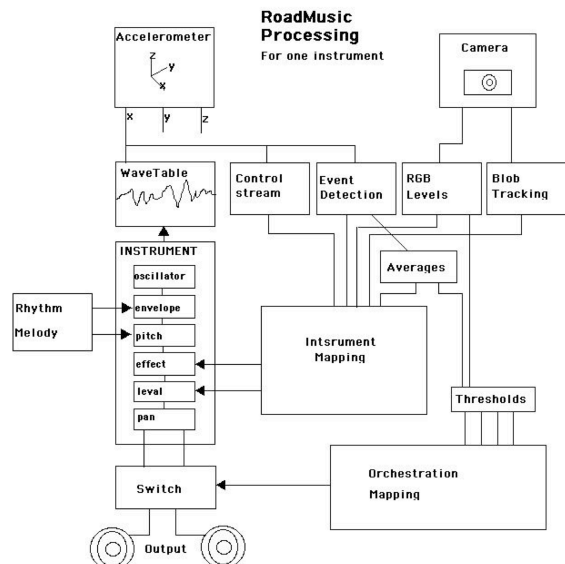 RoadMusic
Processing
For one instrument
Accelerometer
z
y
x
x
y
z
Camera
WaveTable
Control
stream
Event
Detection
RGB
Levels
Blob
Tracking
INSTRUMENT
oscillator
envelope
pitch
effect
leval
pan
Rhythm
Melody
Averages
Intsrument
Mapping
Thresholds
Orchestration
Mapping
Switch
Output